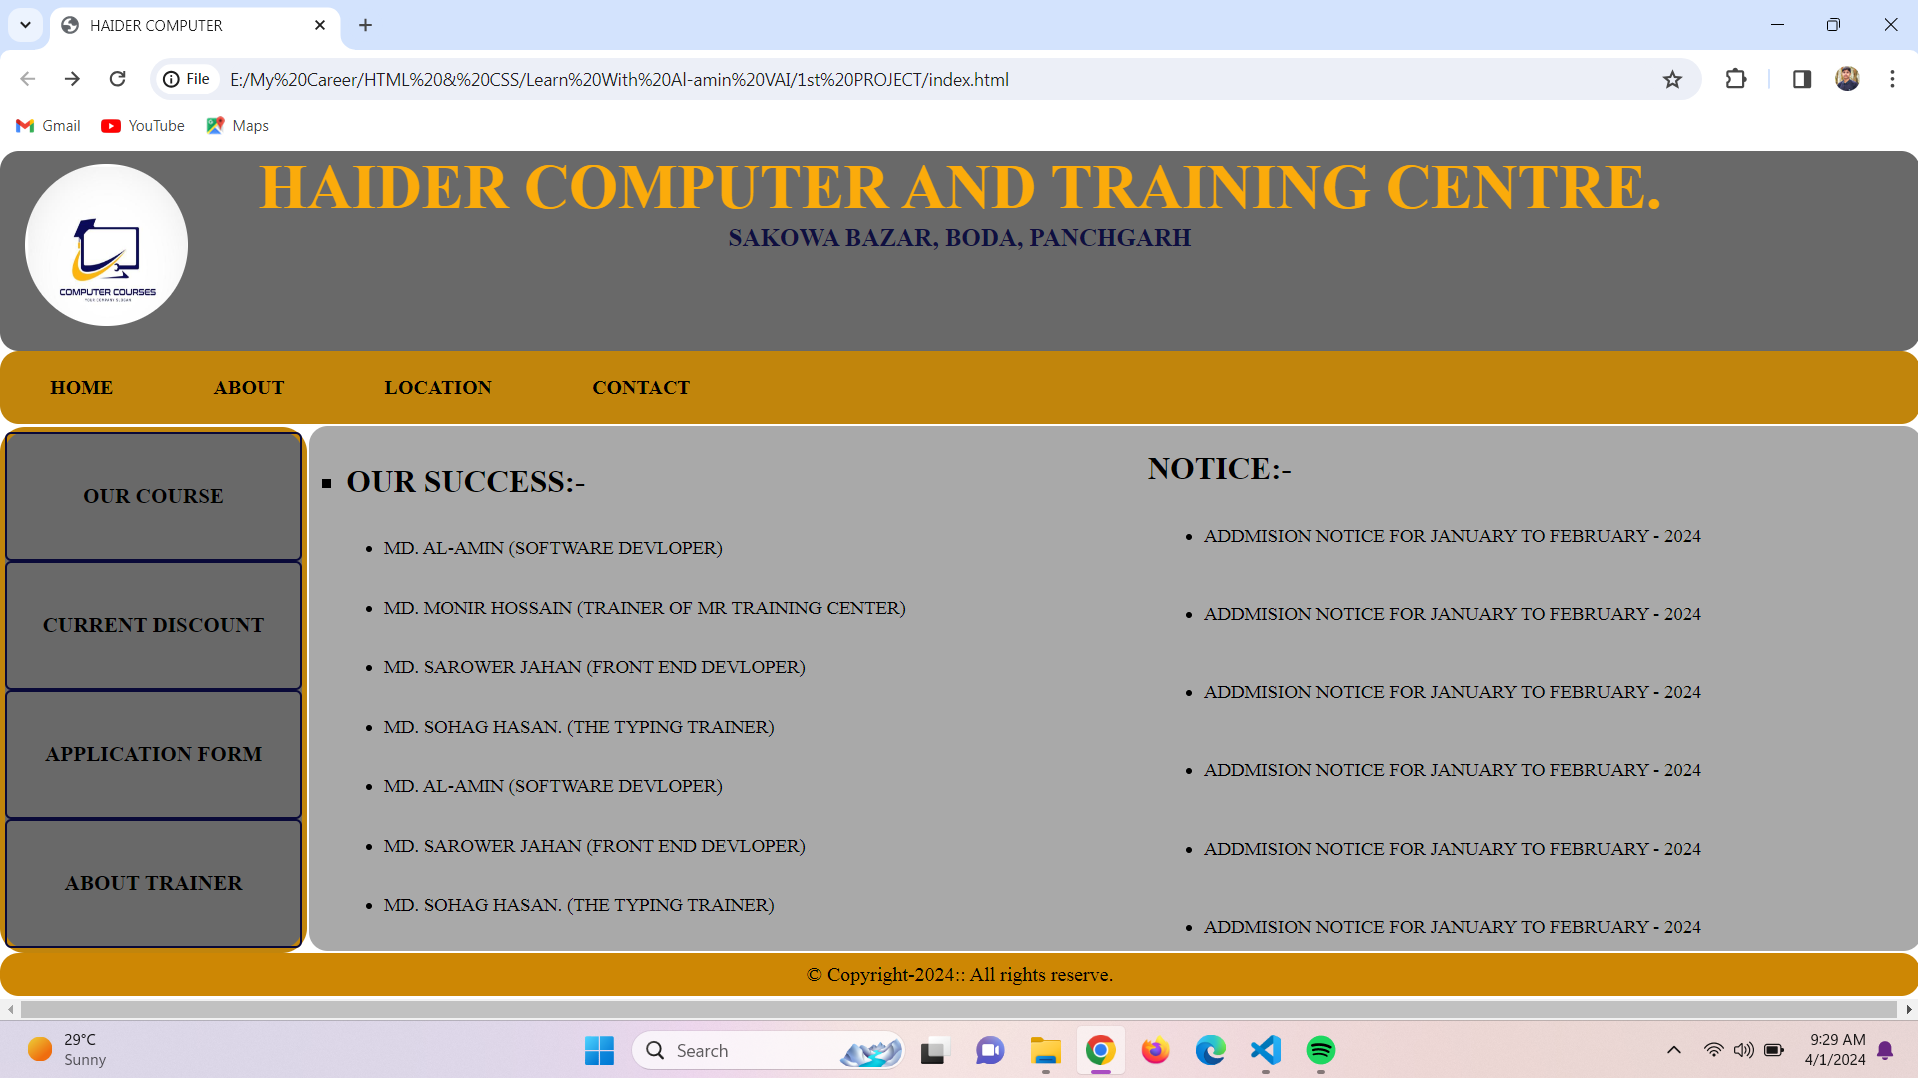 HAIDER COMPUTER
File E:/My%20Career/HTML%20&%20CSS/Learn%20With%20Al-amin%20VAI/1st%20PROJECT/index.html
Gmail YouTube Maps
HAIDER COMPUTER AND TRAINING CENTRE.
SAKOWA BAZAR, BODA, PANCHGARH
COMPUTER COURSES
YOUR COMPANY SLOGAN
HOME ABOUT LOCATION CONTACT
OUR COURSE
CURRENT DISCOUNT
APPLICATION FORM
ABOUT TRAINER
OUR SUCCESS:-
MD. AL-AMIN (SOFTWARE DEVLOPER)
MD. MONIR HOSSAIN (TRAINER OF MR TRAINING CENTER)
MD. SAROWER JAHAN (FRONT END DEVLOPER)
MD. SOHAG HASAN. (THE TYPING TRAINER)
MD. AL-AMIN (SOFTWARE DEVLOPER)
MD. SAROWER JAHAN (FRONT END DEVLOPER)
MD. SOHAG HASAN. (THE TYPING TRAINER)
NOTICE:-
ADDMISION NOTICE FOR JANUARY TO FEBRUARY - 2024
ADDMISION NOTICE FOR JANUARY TO FEBRUARY - 2024
ADDMISION NOTICE FOR JANUARY TO FEBRUARY - 2024
ADDMISION NOTICE FOR JANUARY TO FEBRUARY - 2024
ADDMISION NOTICE FOR JANUARY TO FEBRUARY - 2024
ADDMISION NOTICE FOR JANUARY TO FEBRUARY - 2024
© Copyright-2024:: All rights reserve.
29°C
Sunny
Search
9:29 AM
4/1/2024